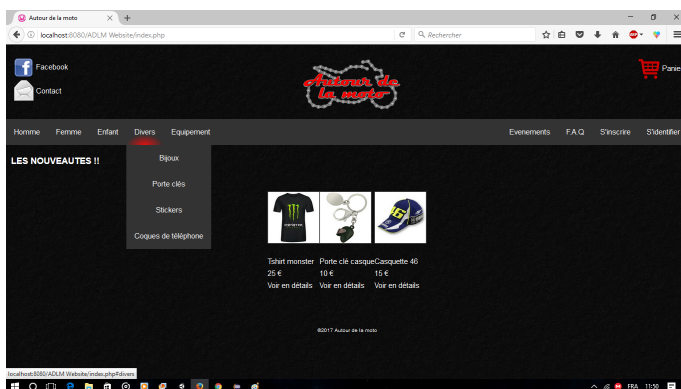 Autour de la moto
localhost:8080/ADLM Website/index.php
Rechercher
Facebook
Contact
Autour de
la moto
Panie
Homme Femme Enfant Divers Equipement Evenements F.A.Q S'inscrire S'identifier
LES NOUVEAUTES !!
Bijoux
Porte clés
Stickers
Coques de téléphone
Tshirt monster Porte clé casque Casquette 46
25 € 10 € 15 €
Voir en détails Voir en détails Voir en détails
©2017 Autour de la moto
localhost:8080/ADLM Website/index.php#divers
FRA 11:50